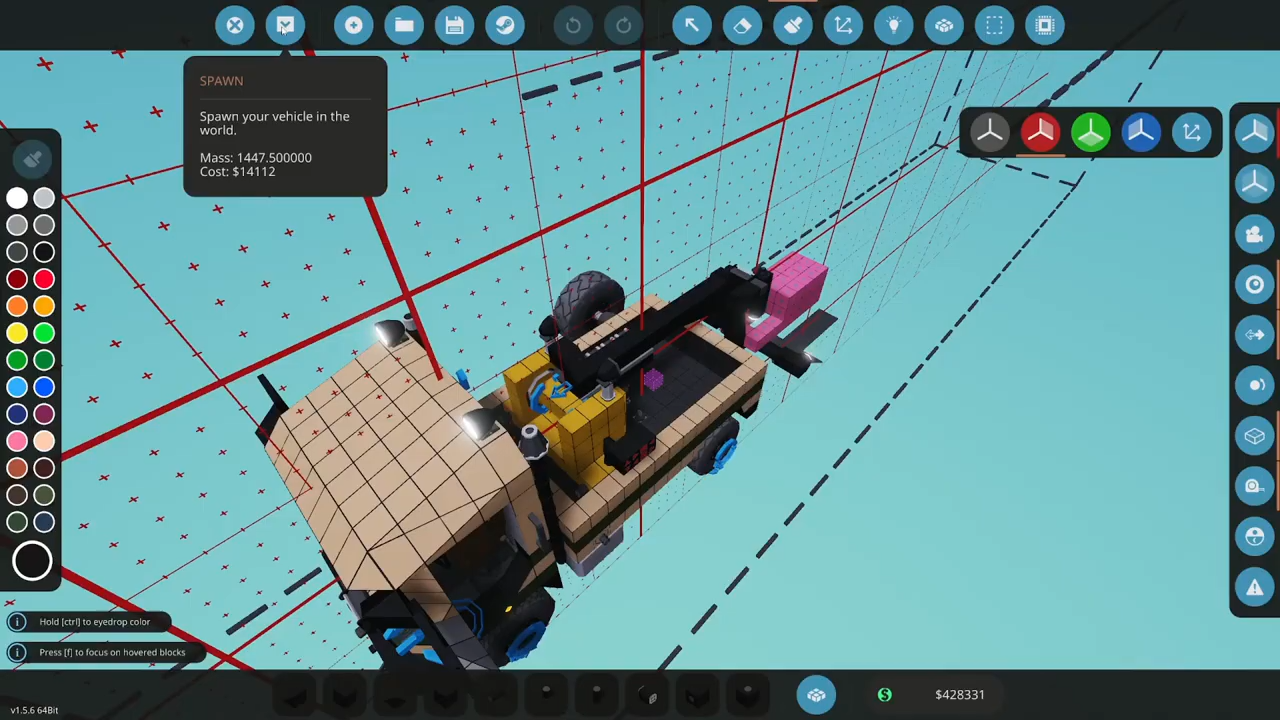 SPAWN
Spawn your vehicle in the
world.
Mass: 1447.500000
Cost: $14112
Hold [ctrl] to eyedrop color
Press [f] to focus on hovered blocks
$ $428331
v1.5.6 64Bit